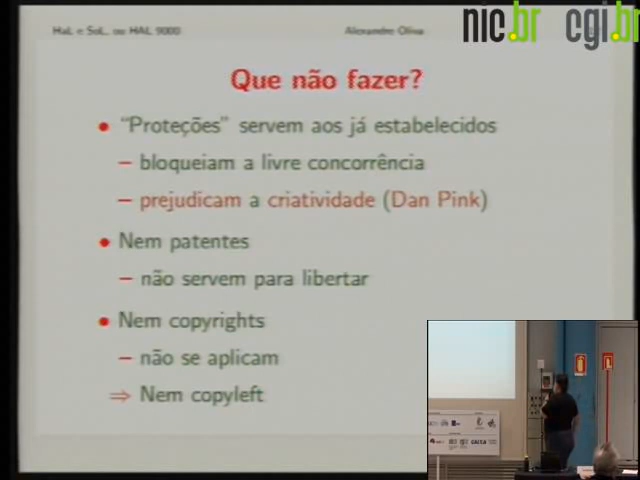 HaL e SoL, ou HAL 9000
Alexandre Oliva
nic.br cgi.br
Que não fazer?
• “Proteções” servem aos já estabelecidos
– bloqueiam a livre concorrência
– prejudicam a criatividade (Dan Pink)
• Nem patentes
– não servem para libertar
• Nem copyrights
– não se aplicam
⇒ Nem copyleft
CAIXA